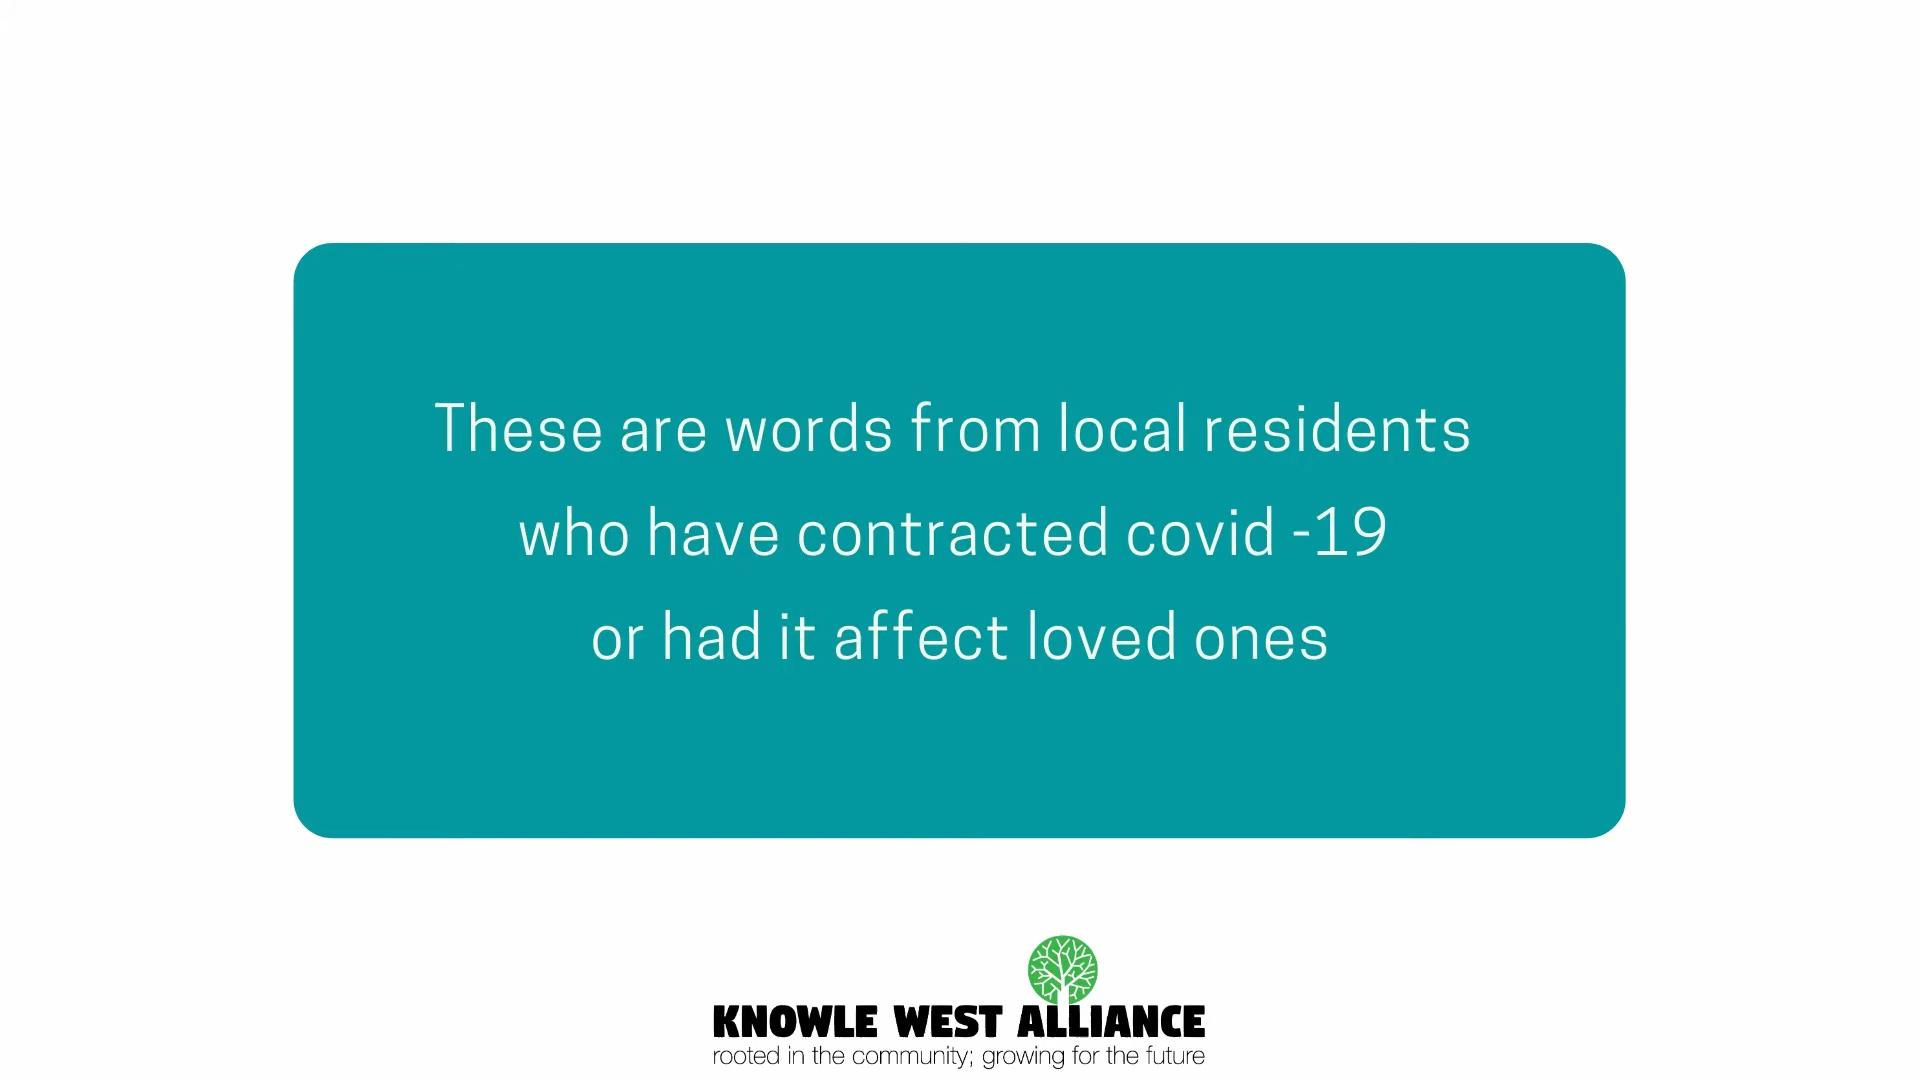 These are words from local residents
who have contracted covid -19
or had it affect loved ones
KNOWLE WEST ALLIANCE
rooted in the community; growing for the future